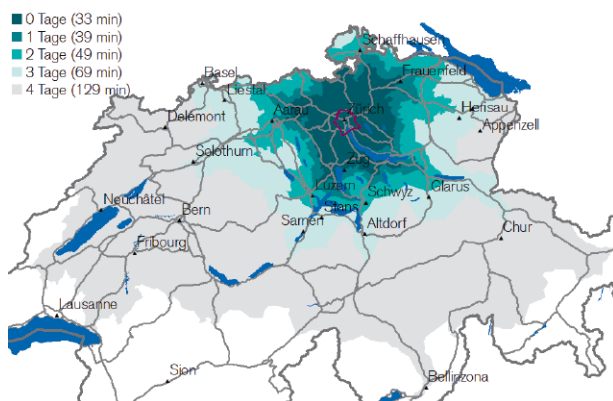 0 Tage (33 min)
1 Tage (39 min)
2 Tage (49 min)
3 Tage (69 min)
4 Tage (129 min)
Schaffhausen
Basel
Liestal
Frauenfeld
Delémont
Aarau
Zürich
Herisau
Appenzell
Solothurn
Zug
Luzern
Schwyz
Glarus
Neuchâtel
Bern
Stans
Sarnen
Altdorf
Chur
Fribourg
Lausanne
Sion
Bellinzona